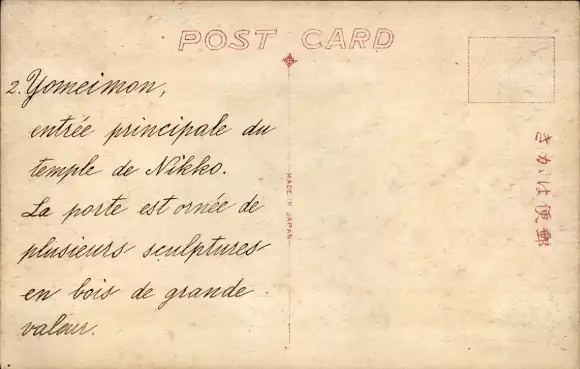 POST CARD
2. Yomeimon,
entrée principale du
temple de Nikko.
La porte est ornée de
plusieurs sculptures
en bois de grande
valeur.
MADE IN JAPAN
きがは便郵